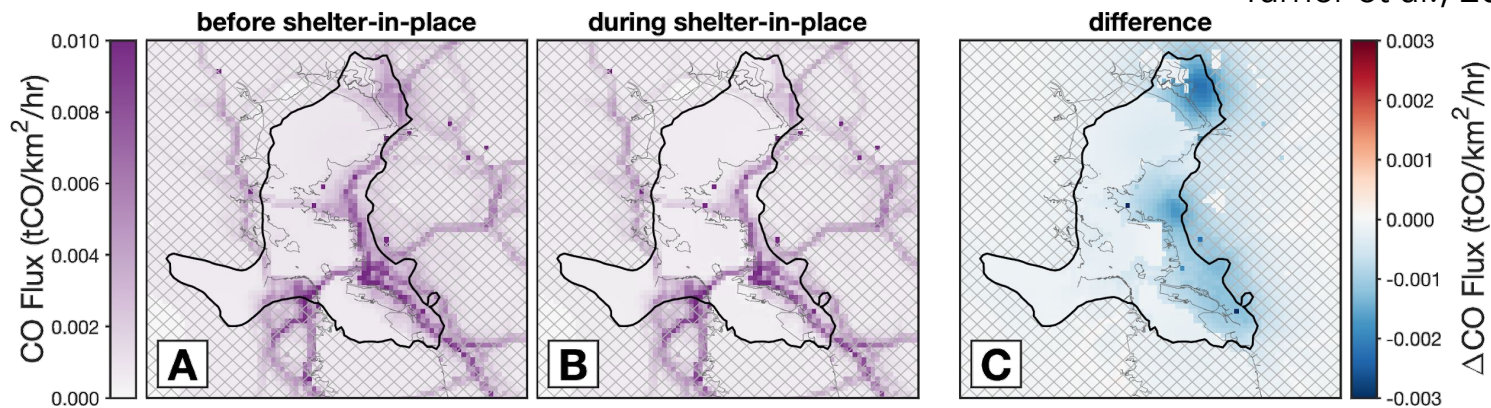 before shelter-in-place
during shelter-in-place
difference
CO Flux (tCO/km²/hr)
0.010
0.008
0.006
0.004
0.002
0.000
A
B
C
0.003
0.002
0.001
0.000
-0.001
-0.002
-0.003
△CO Flux (tCO/km²/hr)